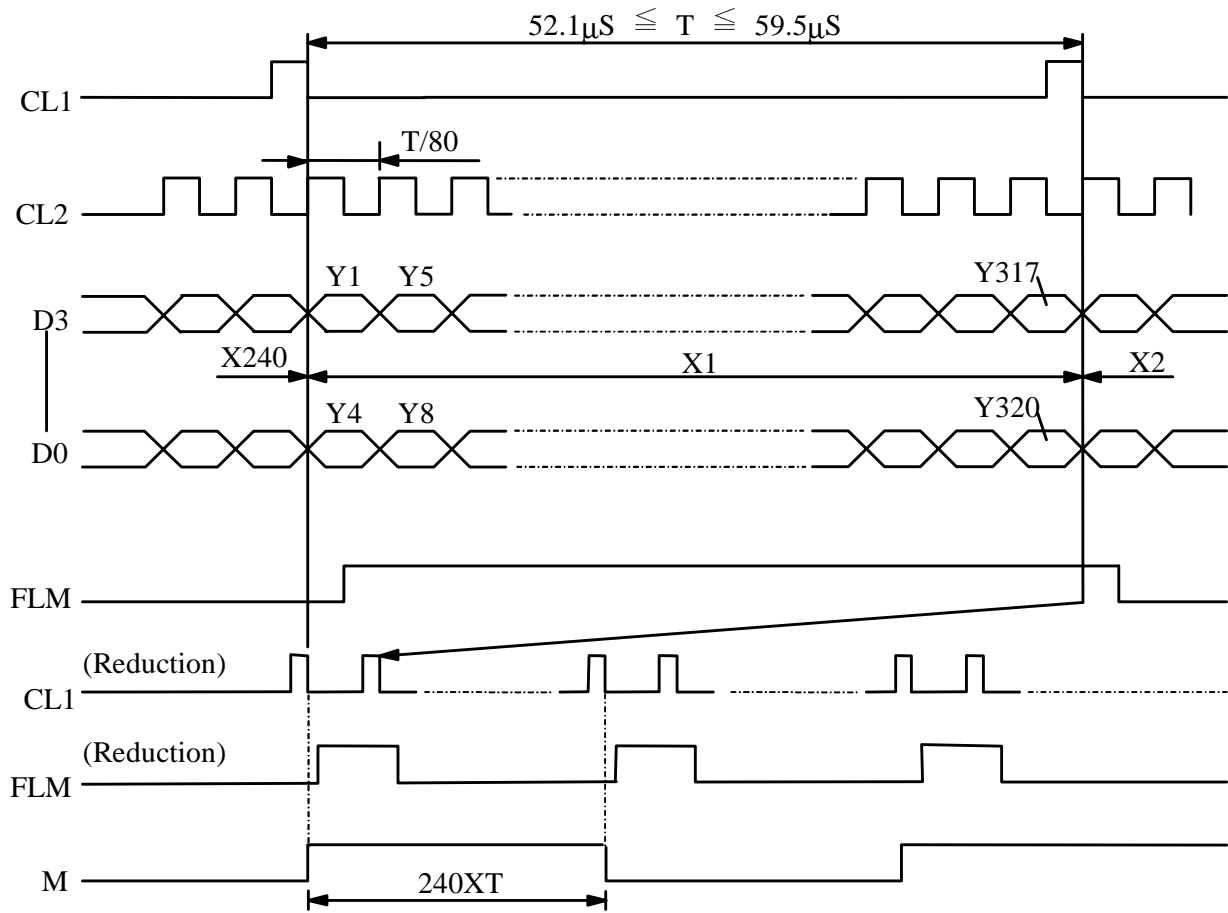 52.1μS ≦ T ≦ 59.5μS
CL1
T/80
CL2
Y1 Y5 Y317
D3
X240 X1 X2
Y4 Y8 Y320
D0
FLM
(Reduction)
CL1
(Reduction)
FLM
M
240XT